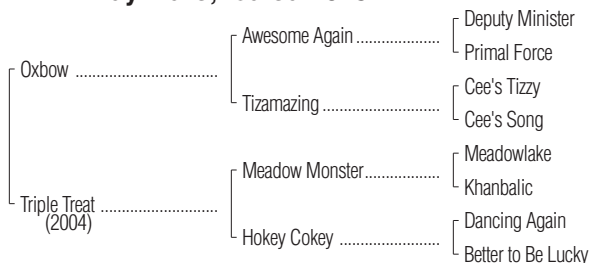 Oxbow
Triple Treat
(2004)
Awesome Again
Tizamazing
Meadow Monster
Hokey Cokey
Deputy Minister
Primal Force
Cee's Tizzy
Cee's Song
Meadowlake
Khanbalic
Dancing Again
Better to Be Lucky